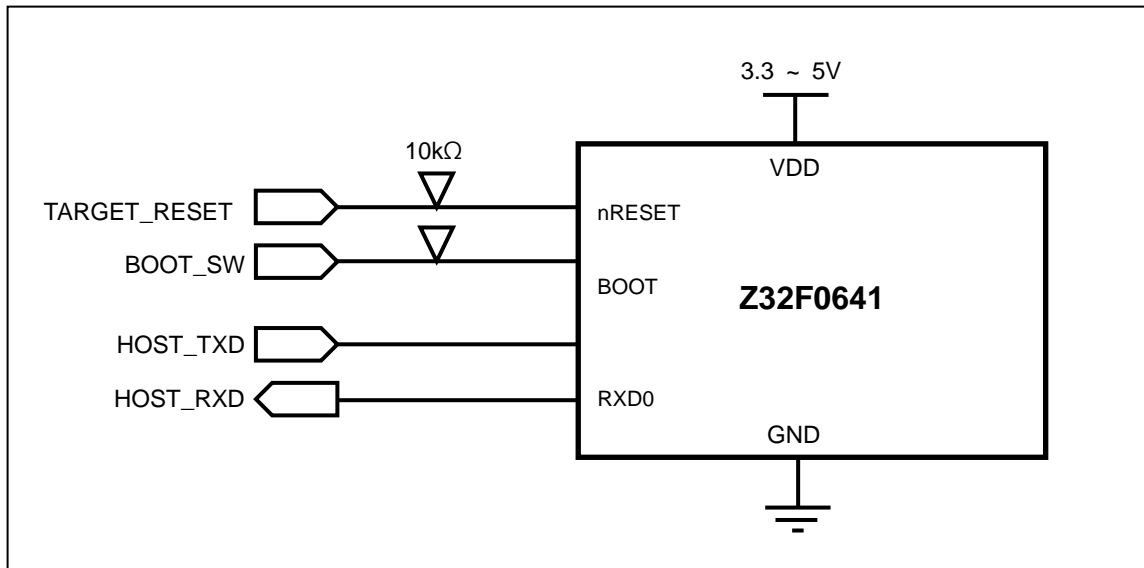 3.3 ~ 5V
10kΩ
VDD
TARGET_RESET
nRESET
BOOT_SW
BOOT
Z32F0641
HOST_TXD
HOST_RXD
RXD0
GND